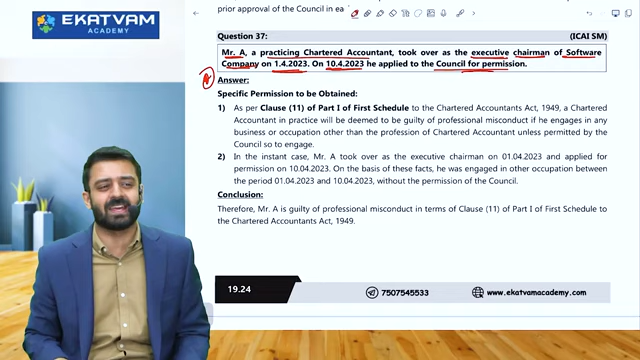 EKATVAM
ACADEMY
prior approval of the Council in ea
Question 37: (ICAI SM)
Mr. A, a practicing Chartered Accountant, took over as the executive chairman of Software
Company on 1.4.2023. On 10.4.2023 he applied to the Council for permission.
Answer:
Specific Permission to be Obtained:
1) As per Clause (11) of Part I of First Schedule to the Chartered Accountants Act, 1949, a Chartered
Accountant in practice will be deemed to be guilty of professional misconduct if he engages in any
business or occupation other than the profession of Chartered Accountant unless permitted by the
Council so to engage.
2) In the instant case, Mr. A took over as the executive chairman on 01.04.2023 and applied for
permission on 10.04.2023. On the basis of these facts, he was engaged in other occupation between
the period 01.04.2023 and 10.04.2023, without the permission of the Council.
Conclusion:
Therefore, Mr. A is guilty of professional misconduct in terms of Clause (11) of Part I of First Schedule to
the Chartered Accountants Act, 1949.
19.24 7507545533 www.ekatvamacademy.com